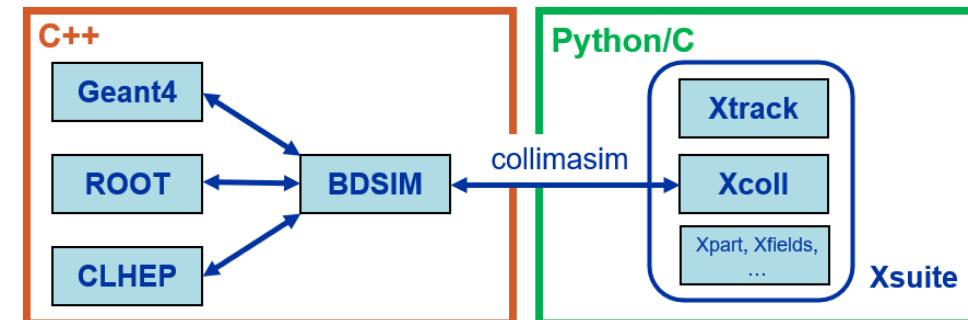 C++
Geant4
ROOT
CLHEP
BDSIM
collimasim
Python/C
Xtrack
Xcoll
Xpart, Xfields,
...
Xsuite